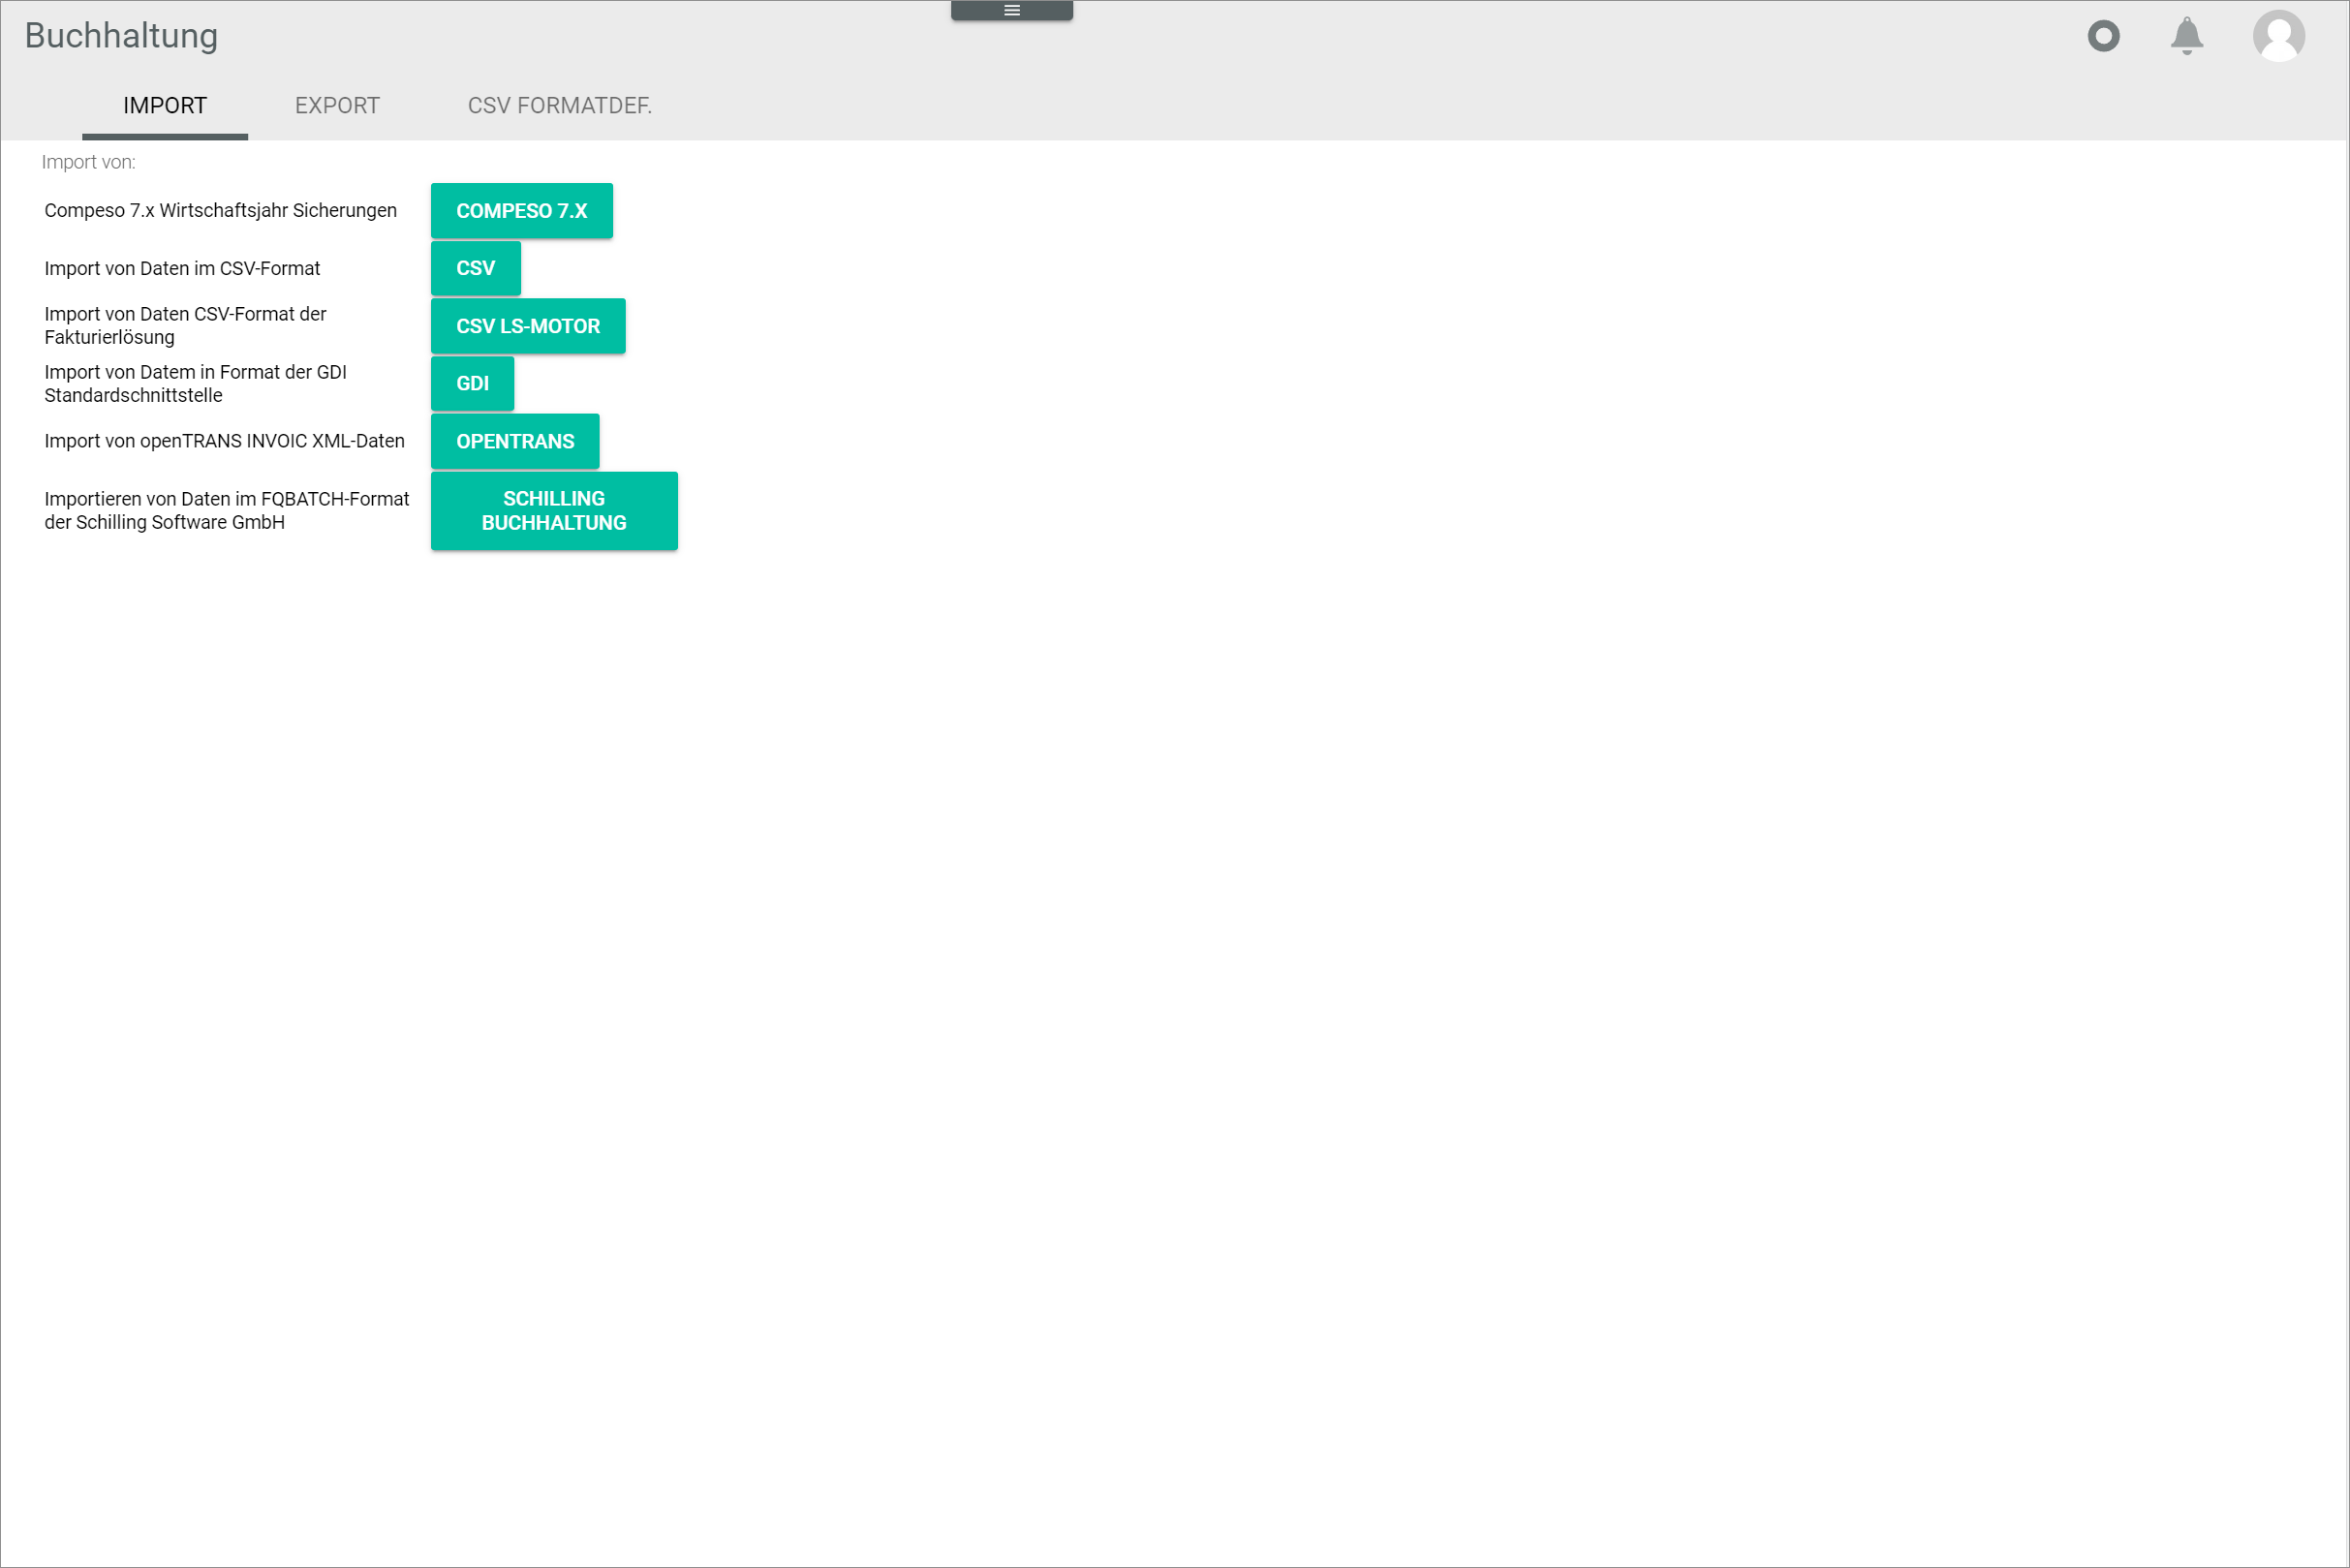 Buchhaltung
IMPORT
EXPORT
CSV FORMATDEF.
Import von:
Compeso 7.x Wirtschaftsjahr Sicherungen
COMPESO 7.X
Import von Daten im CSV-Format
CSV
Import von Daten CSV-Format der
Fakturierlösung
CSV LS-MOTOR
Import von Datem in Format der GDI
Standardschnittstelle
GDI
Import von openTRANS INVOIC XML-Daten
OPENTRANS
Importieren von Daten im FQBATCH-Format
der Schilling Software GmbH
SCHILLING
BUCHHALTUNG